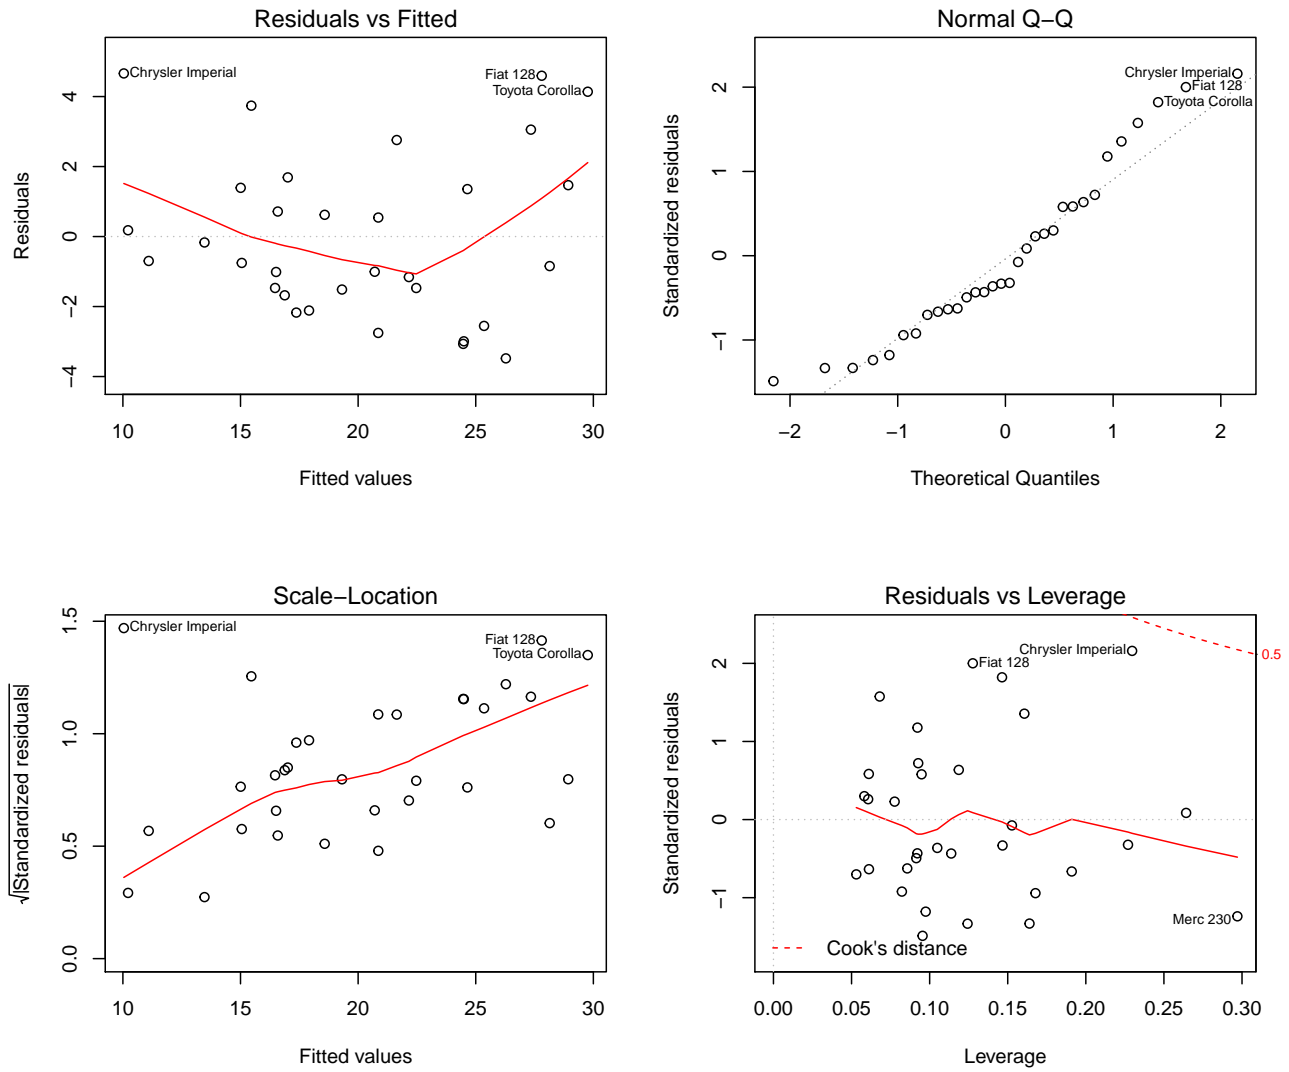 Residuals vs Fitted
Residuals
4
2
0
−2
−4
Chrysler Imperial
Fiat 128
Toyota Corolla
10 15 20 25 30
Fitted values
Normal Q−Q
Standardized residuals
2
1
0
−1
Chrysler Imperial
Fiat 128
Toyota Corolla
−2 −1 0 1 2
Theoretical Quantiles
Scale−Location
√|Standardized residuals|
1.5
1.0
0.5
0.0
Chrysler Imperial
Fiat 128
Toyota Corolla
10 15 20 25 30
Fitted values
Residuals vs Leverage
Standardized residuals
2
1
0
−1
Chrysler Imperial
Fiat 128
0.5
Merc 230
Cook's distance
0.00 0.05 0.10 0.15 0.20 0.25 0.30
Leverage